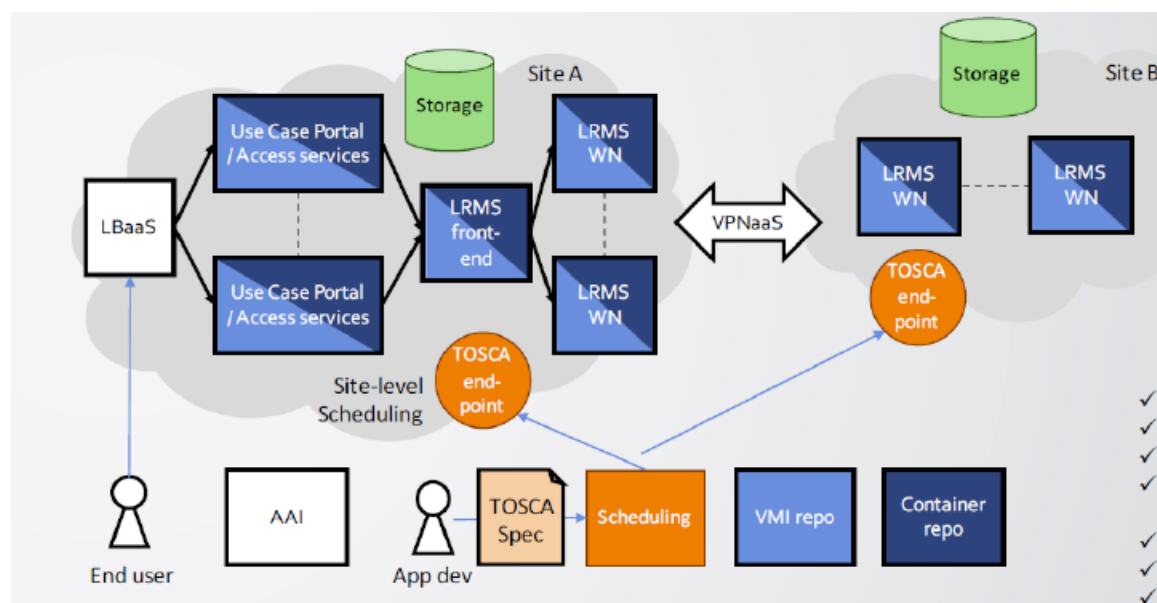 Site A
Storage
Use Case Portal
/ Access services
LRMS
WN
LBaaS
LRMS
front-
end
Use Case Portal
/ Access services
LRMS
WN
VPNaaS
Storage
Site B
LRMS
WN
LRMS
WN
TOSCA
end-
point
TOSCA
end-
point
Site-level
Scheduling
End user
AAI
App dev
TOSCA
Spec
Scheduling
VMI repo
Container
repo
✓
✓
✓
✓
✓
✓
✓